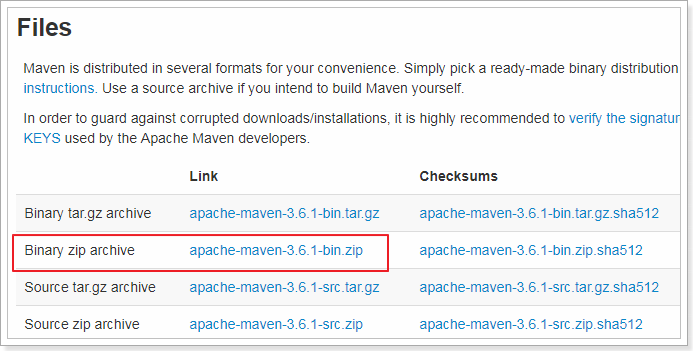 Files
Maven is distributed in several formats for your convenience. Simply pick a ready-made binary distribution
instructions. Use a source archive if you intend to build Maven yourself.
In order to guard against corrupted downloads/installations, it is highly recommended to verify the signatur
KEYS used by the Apache Maven developers.
Link Checksums
Binary tar.gz archive apache-maven-3.6.1-bin.tar.gz apache-maven-3.6.1-bin.tar.gz.sha512
Binary zip archive apache-maven-3.6.1-bin.zip apache-maven-3.6.1-bin.zip.sha512
Source tar.gz archive apache-maven-3.6.1-src.tar.gz apache-maven-3.6.1-src.tar.gz.sha512
Source zip archive apache-maven-3.6.1-src.zip apache-maven-3.6.1-src.zip.sha512